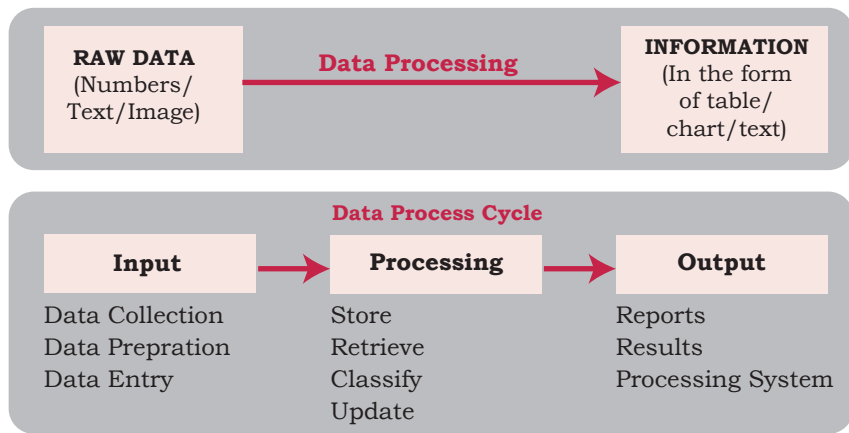 RAW DATA
(Numbers/
Text/Image)
Data Processing
INFORMATION
(In the form
of table/
chart/text)
Data Process Cycle
Input
Data Collection
Data Prepration
Data Entry
Processing
Store
Retrieve
Classify
Update
Output
Reports
Results
Processing System